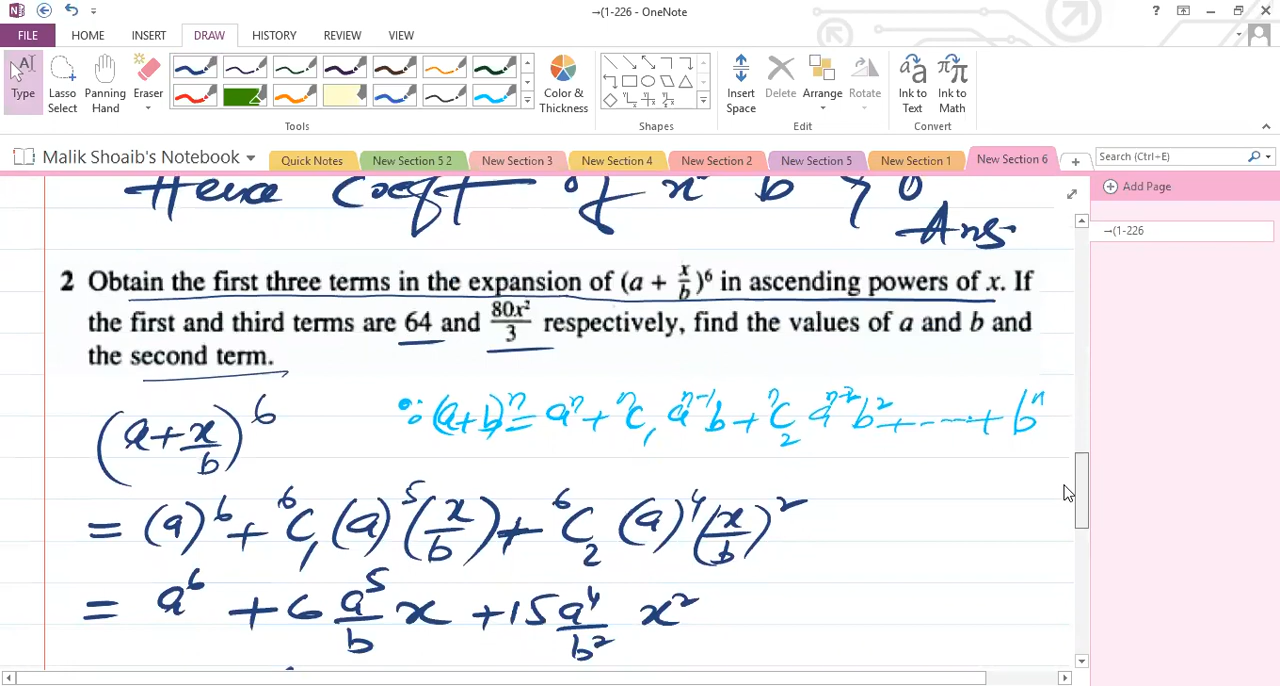 →(1-226 - OneNote
FILE HOME INSERT DRAW HISTORY REVIEW VIEW
Type Lasso Select Panning Hand Eraser Color & Thickness Insert Space Delete Arrange Rotate Ink to Text Ink to Math
Tools Shapes Edit Convert
Malik Shoaib's Notebook Quick Notes New Section 5 2 New Section 3 New Section 4 New Section 2 New Section 5 New Section 1 New Section 6 Search (Ctrl+E)
Add Page
→(1-226
Hence Coeft of x is 0
Ans.
2 Obtain the first three terms in the expansion of (a + x/b)⁶ in ascending powers of x. If
the first and third terms are 64 and 80x²/3 respectively, find the values of a and b and
the second term.
(a+x/b)⁶ ∵(a+b)ⁿ = aⁿ + ⁿC₁ aⁿ⁻¹b + ⁿC₂ aⁿ⁻²b² + ---- + bⁿ
= (a)⁶ + ⁶C₁ (a)⁵ (x/b) + ⁶C₂ (a)⁴ (x/b)²
= a⁶ + 6 a⁵/b x + 15 a⁴/b² x²